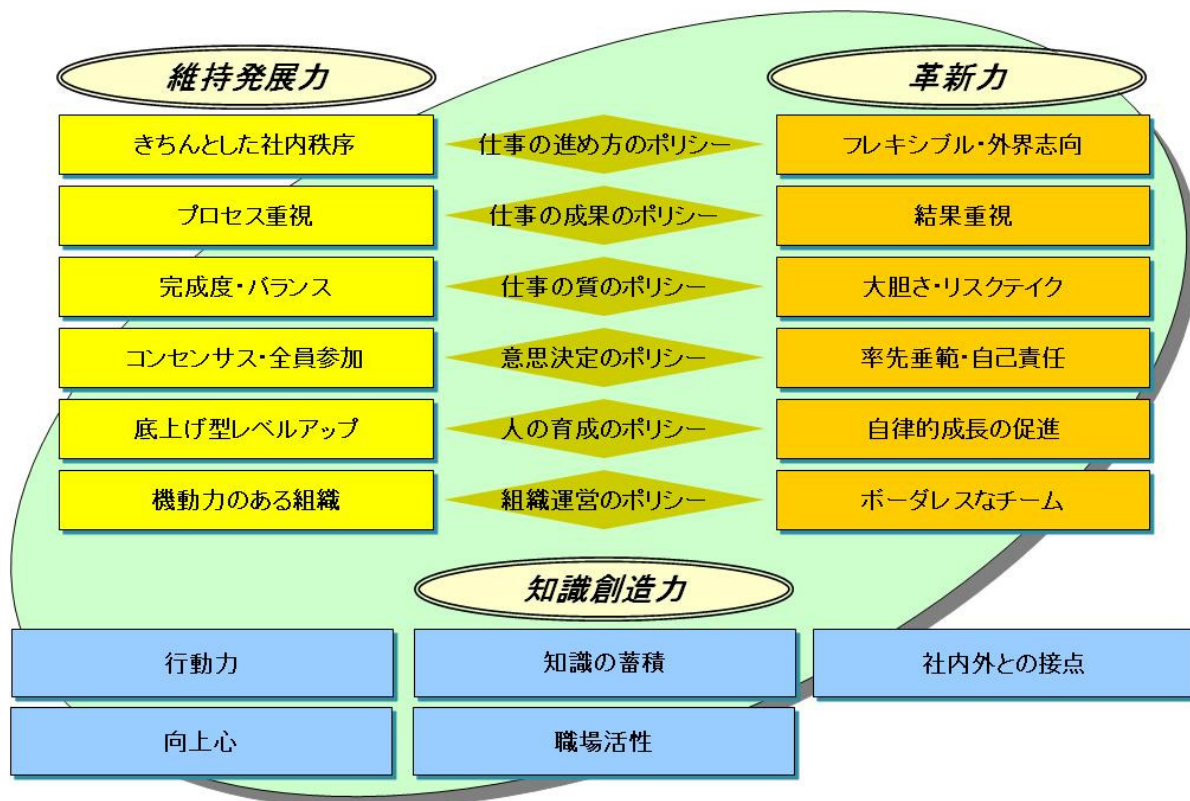 維持発展力
革新力
きちんとした社内秩序
仕事の進め方のポリシー
フレキシブル・外界志向
プロセス重視
仕事の成果のポリシー
結果重視
完成度・バランス
仕事の質のポリシー
大胆さ・リスクテイク
コンセンサス・全員参加
意思決定のポリシー
率先垂範・自己責任
底上げ型レベルアップ
人の育成のポリシー
自律的成長の促進
機動力のある組織
組織運営のポリシー
ボーダレスなチーム
知識創造力
行動力
知識の蓄積
社内外との接点
向上心
職場活性